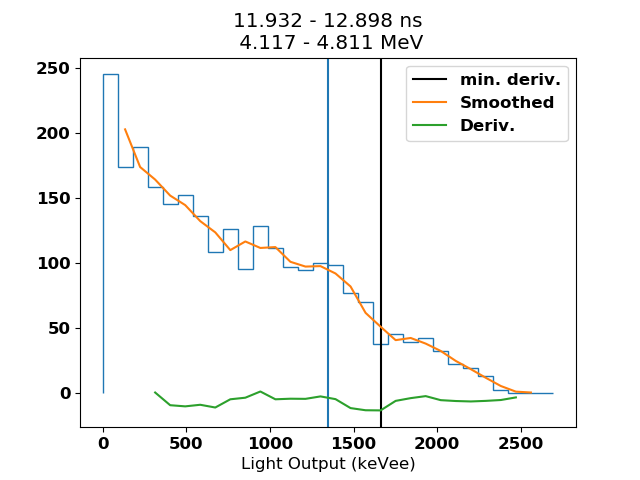 11.932 - 12.898 ns
4.117 - 4.811 MeV
250
200
150
100
50
0
min. deriv.
Smoothed
Deriv.
0 500 1000 1500 2000 2500
Light Output (keVee)